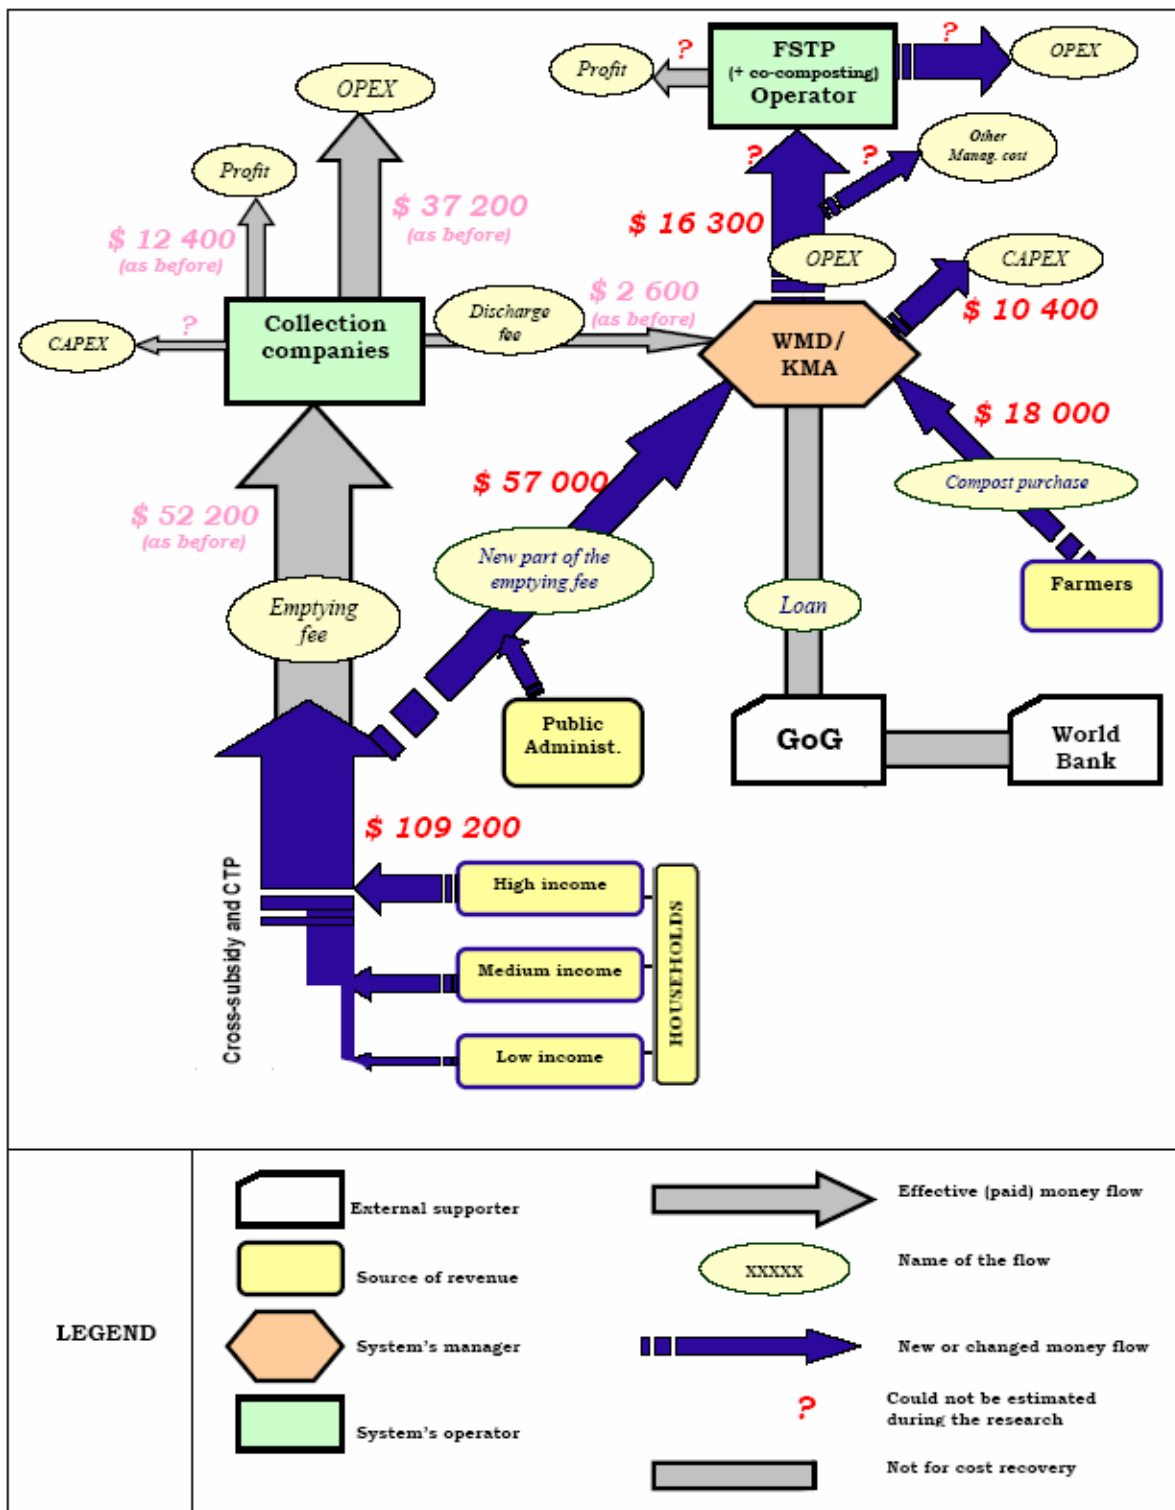 ?
FSTP
(+ co-composting)
Operator
?
OPEX
Profit
OPEX
Profit
Other
Manag. cost
?
?
$ 37 200
(as before)
$ 12 400
(as before)
$ 16 300
OPEX
CAPEX
$ 10 400
$ 2 600
(as before)
Discharge
fee
Collection
companies
?
CAPEX
WMD/
KMA
$ 18 000
$ 57 000
Compost purchase
$ 52 200
(as before)
New part of the
emptying fee
Farmers
Emptying
fee
Loan
Public
Administ.
GoG
World
Bank
$ 109 200
Cross-subsidy and CTP
High income
Medium income
Low income
HOUSEHOLDS
LEGEND
External supporter
Source of revenue
System's manager
System's operator
Effective (paid) money flow
xxxxx
Name of the flow
New or changed money flow
?
Could not be estimated
during the research
Not for cost recovery